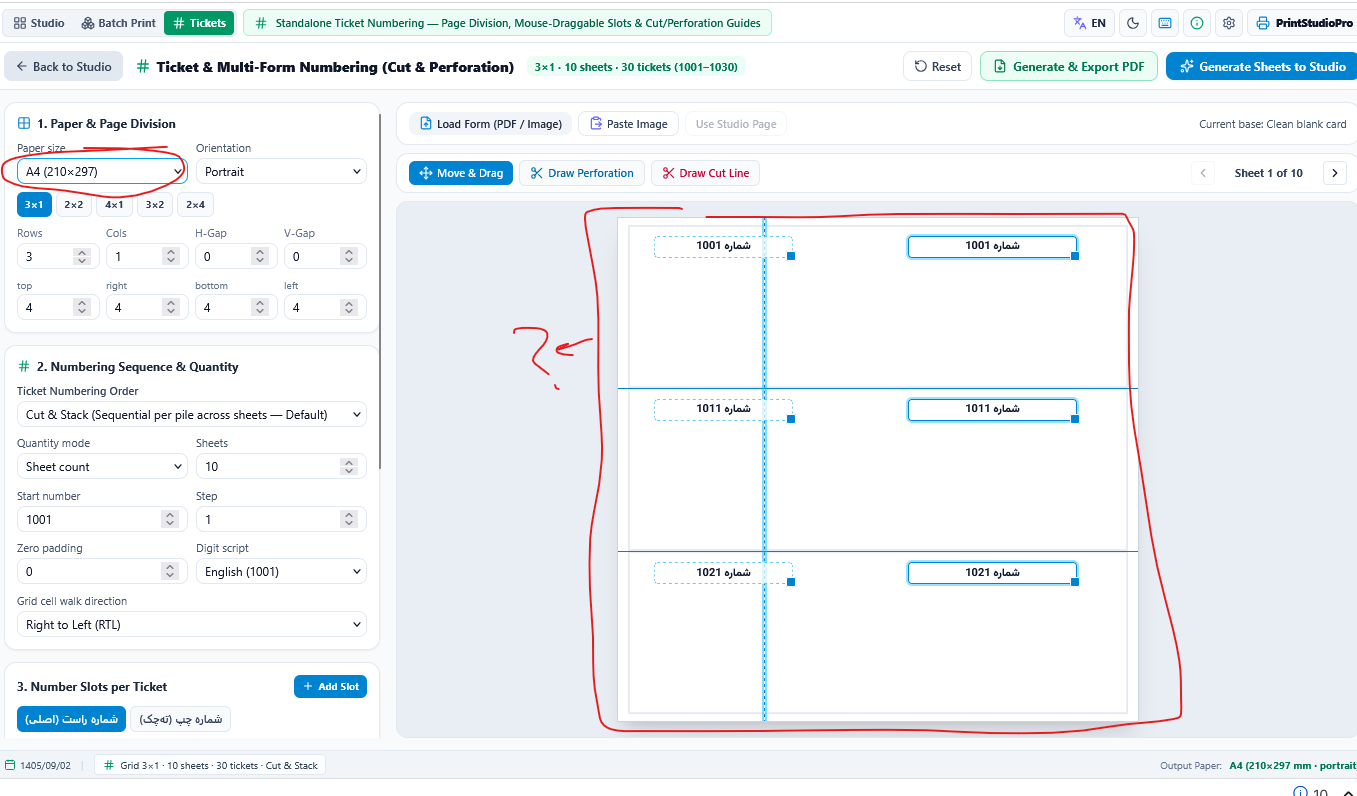 Studio Batch Print # Tickets # Standalone Ticket Numbering — Page Division, Mouse-Draggable Slots & Cut/Perforation Guides EN PrintStudioPro
← Back to Studio # Ticket & Multi-Form Numbering (Cut & Perforation) 3×1 · 10 sheets · 30 tickets (1001–1030) Reset Generate & Export PDF Generate Sheets to Studio
1. Paper & Page Division
Paper size Orientation
A4 (210×297) Portrait
3×1 2×2 4×1 3×2 2×4
Rows Cols H-Gap V-Gap
3 1 0 0
top right bottom left
4 4 4 4
# 2. Numbering Sequence & Quantity
Ticket Numbering Order
Cut & Stack (Sequential per pile across sheets — Default)
Quantity mode Sheets
Sheet count 10
Start number Step
1001 1
Zero padding Digit script
0 English (1001)
Grid cell walk direction
Right to Left (RTL)
3. Number Slots per Ticket + Add Slot
شماره راست (اصلی) شماره چپ (ته‌چک)
Load Form (PDF / Image) Paste Image Use Studio Page Current base: Clean blank card
Move & Drag Draw Perforation Draw Cut Line Sheet 1 of 10
شماره 1001 شماره 1001
?
شماره 1011 شماره 1011
شماره 1021 شماره 1021
1405/09/02 # Grid 3×1 · 10 sheets · 30 tickets · Cut & Stack Output Paper: A4 (210×297 mm · portrait
10